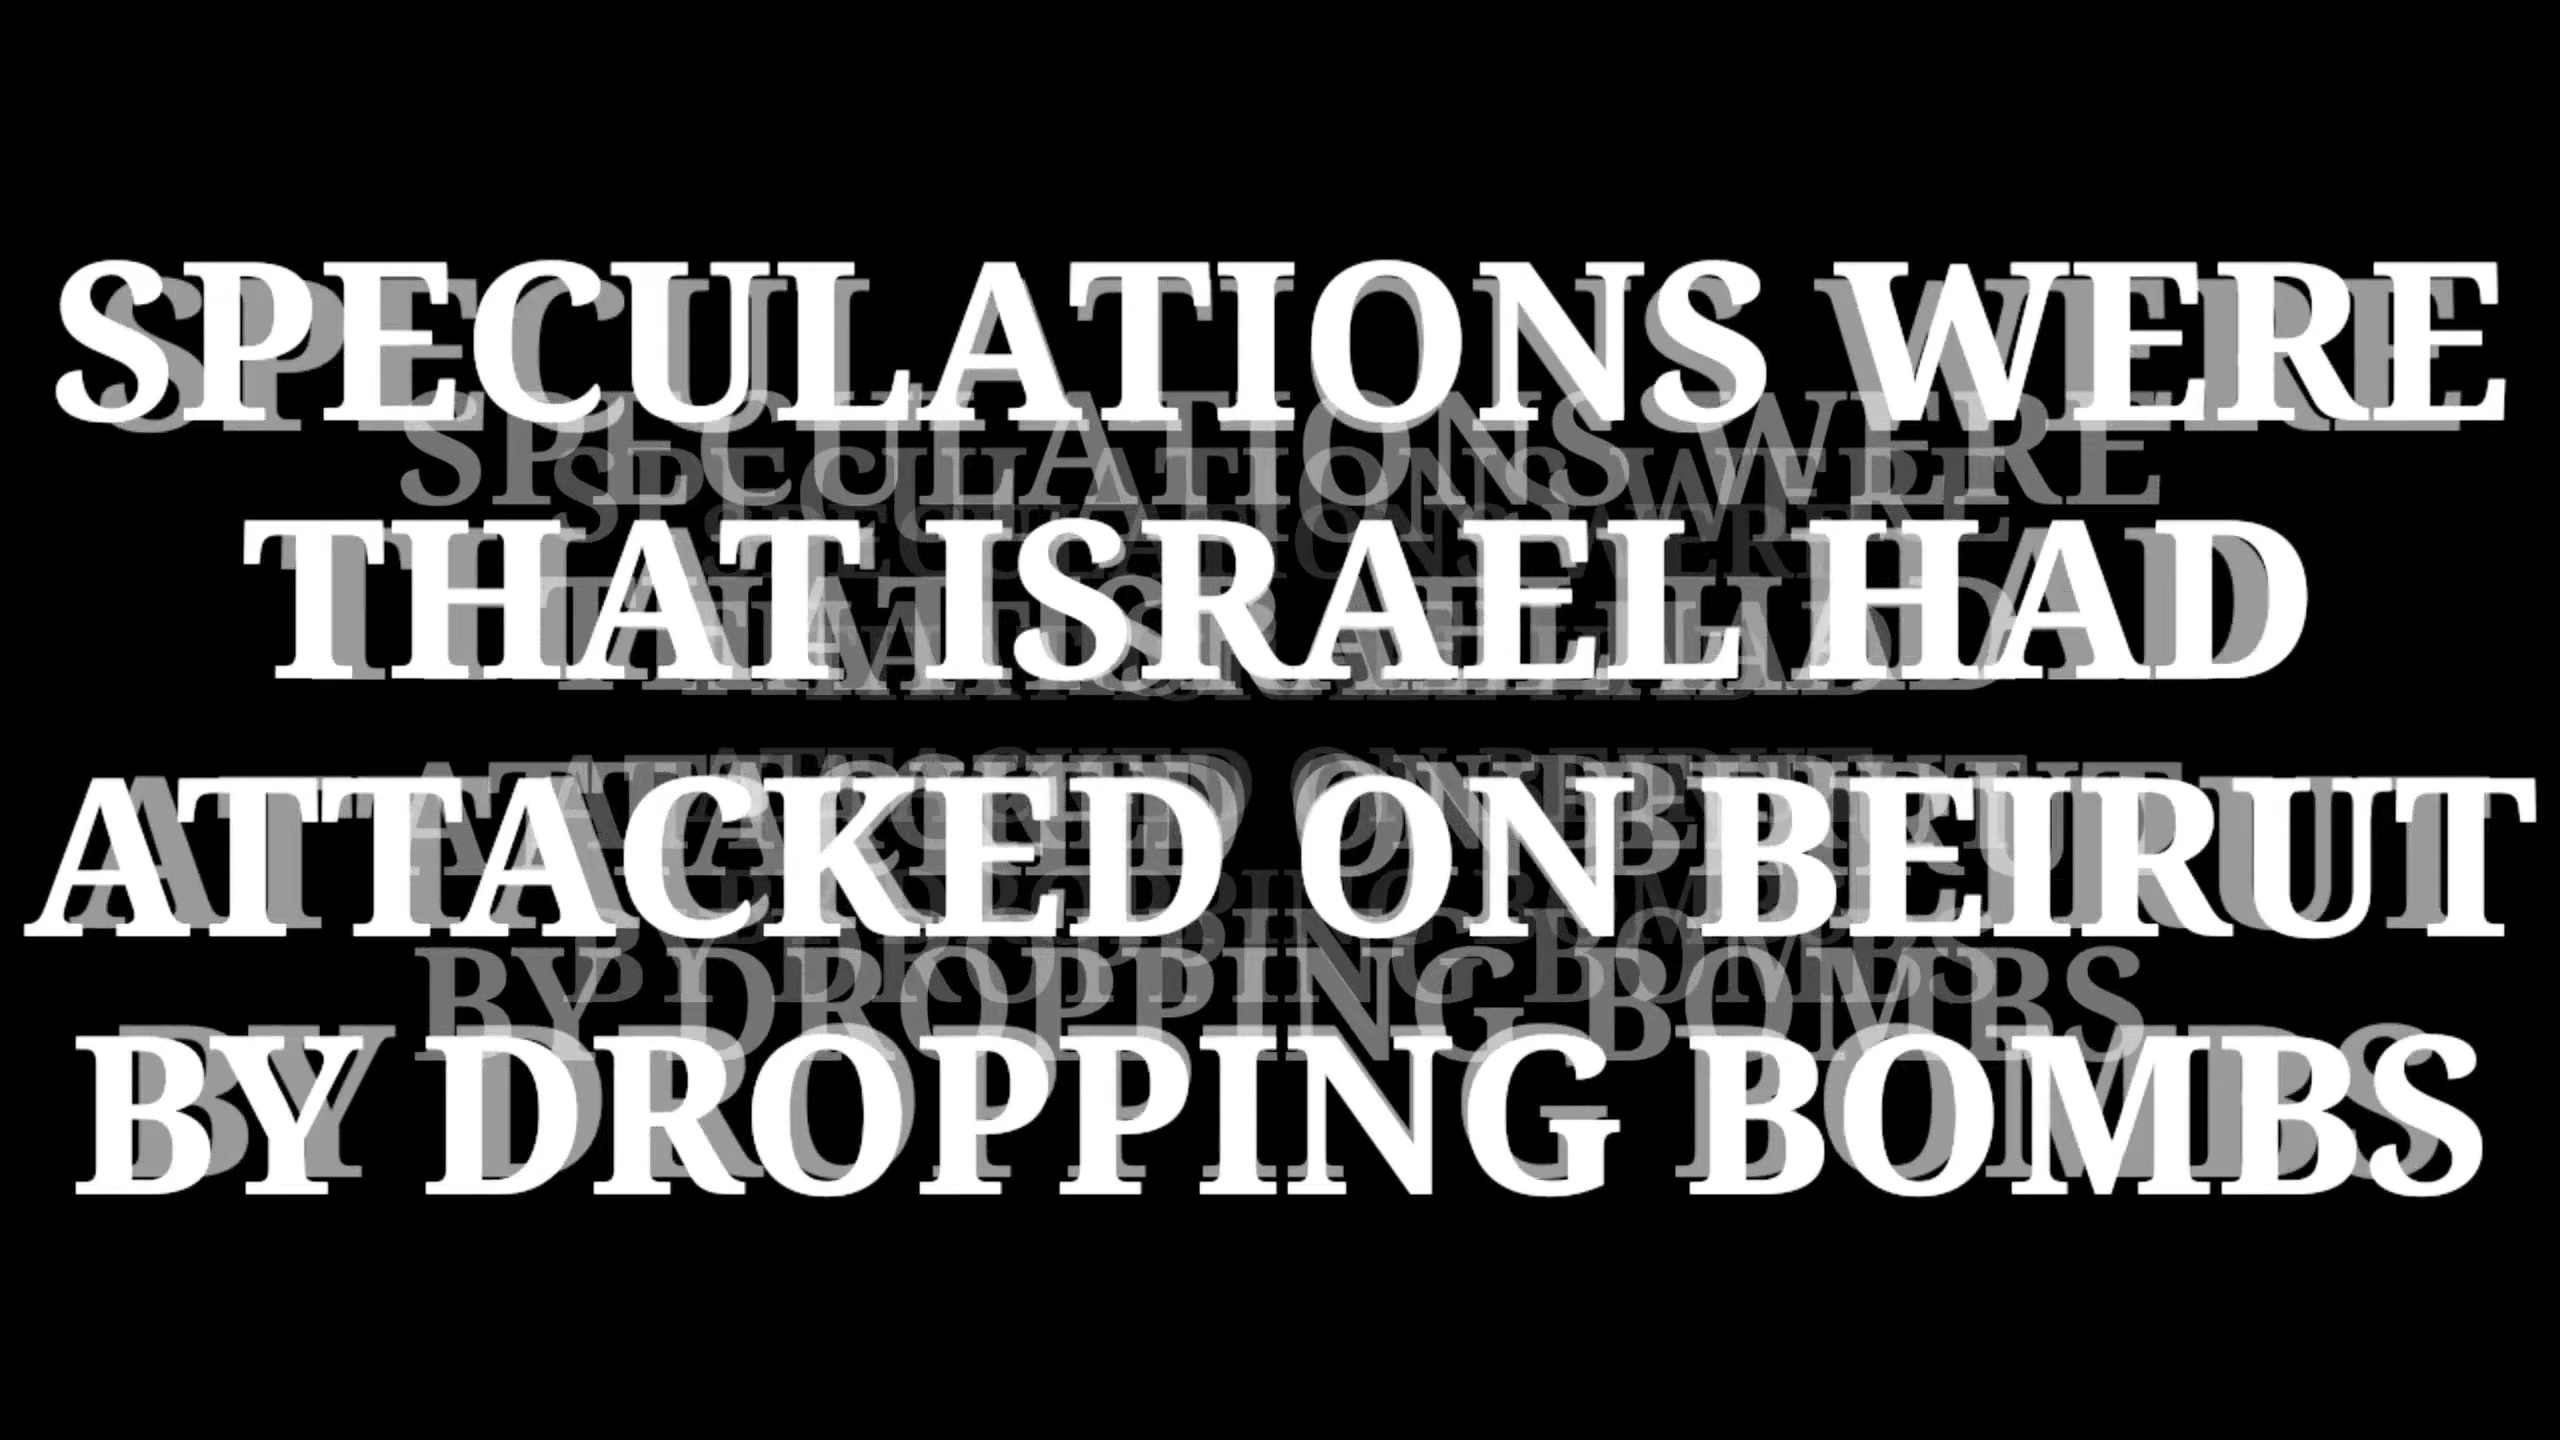 SPECULATIONS WERE
THAT ISRAEL HAD
ATTACKED ON BEIRUT
BY DROPPING BOMBS